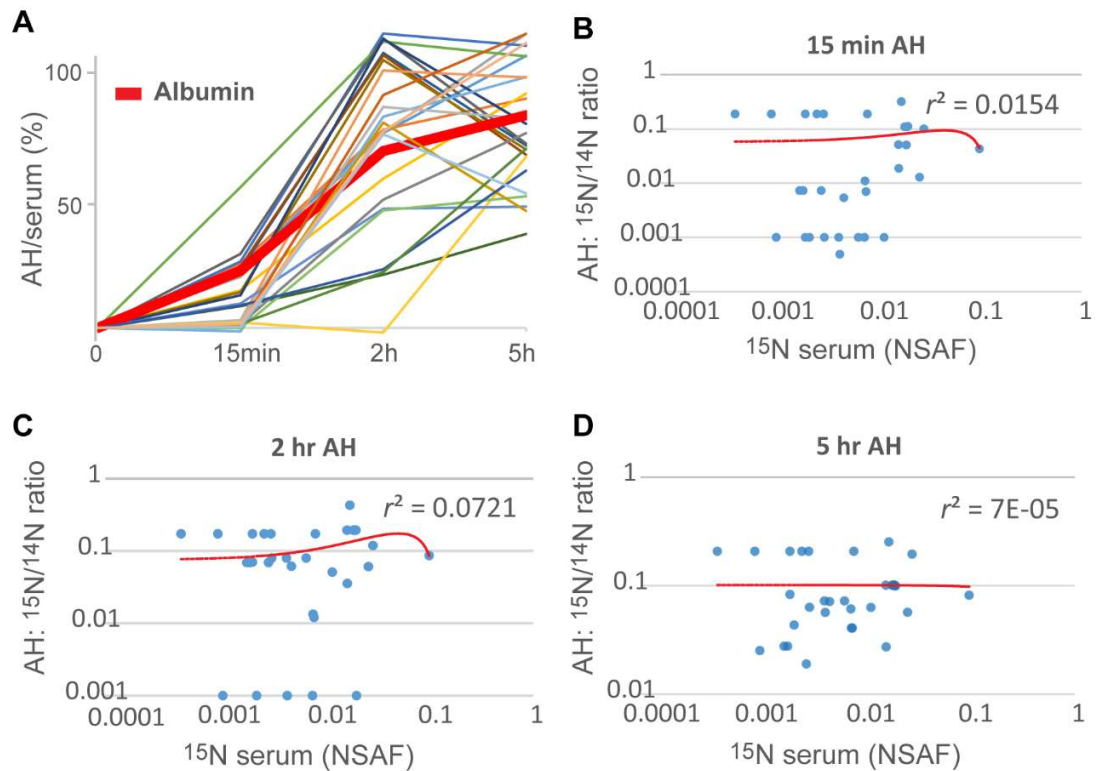 A
Albumin
AH/serum (%)
100
50
0
15min
2h
5h
B
15 min AH
r² = 0.0154
AH: ¹⁵N/¹⁴N ratio
1
0.1
0.01
0.001
0.0001
0.0001
0.001
0.01
0.1
1
¹⁵N serum (NSAF)
C
2 hr AH
r² = 0.0721
AH: ¹⁵N/¹⁴N ratio
1
0.1
0.01
0.001
0.0001
0.001
0.01
0.1
1
¹⁵N serum (NSAF)
D
5 hr AH
r² = 7E-05
AH: ¹⁵N/¹⁴N ratio
1
0.1
0.01
0.0001
0.001
0.01
0.1
1
¹⁵N serum (NSAF)